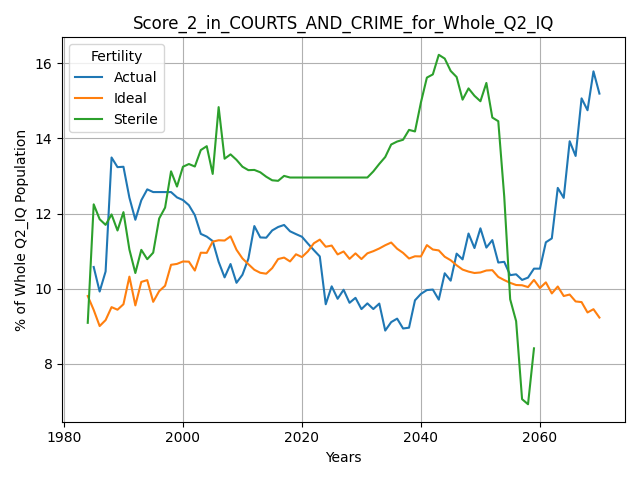 Score_2_in_COURTS_AND_CRIME_for_Whole_Q2_IQ
Fertility
Actual
Ideal
Sterile
% of Whole Q2_IQ Population
16
14
12
10
8
1980
2000
2020
2040
2060
Years